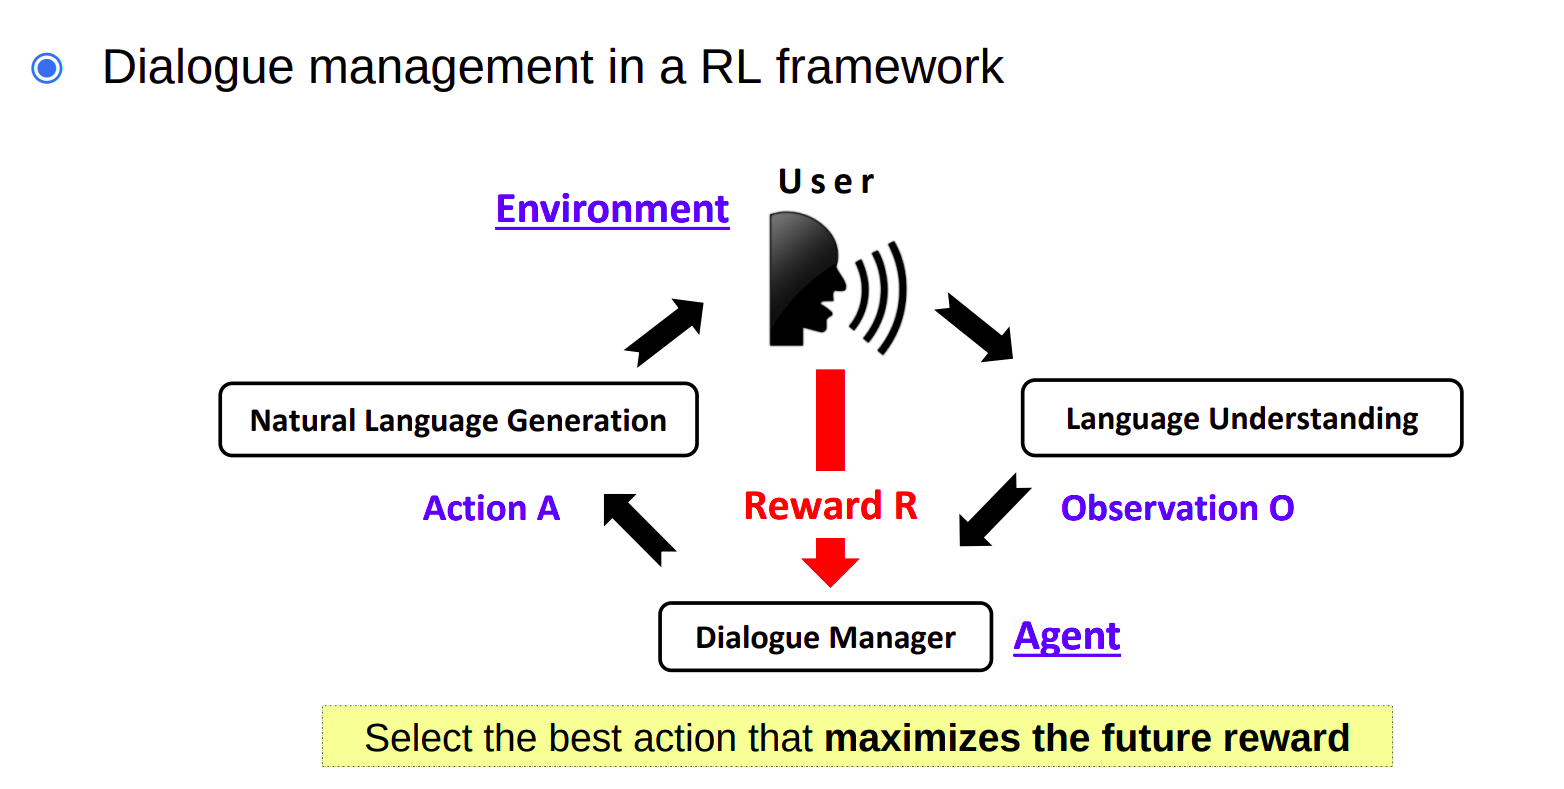 Dialogue management in a RL framework
User
Environment
Natural Language Generation
Language Understanding
Action A
Reward R
Observation O
Dialogue Manager
Agent
Select the best action that maximizes the future reward